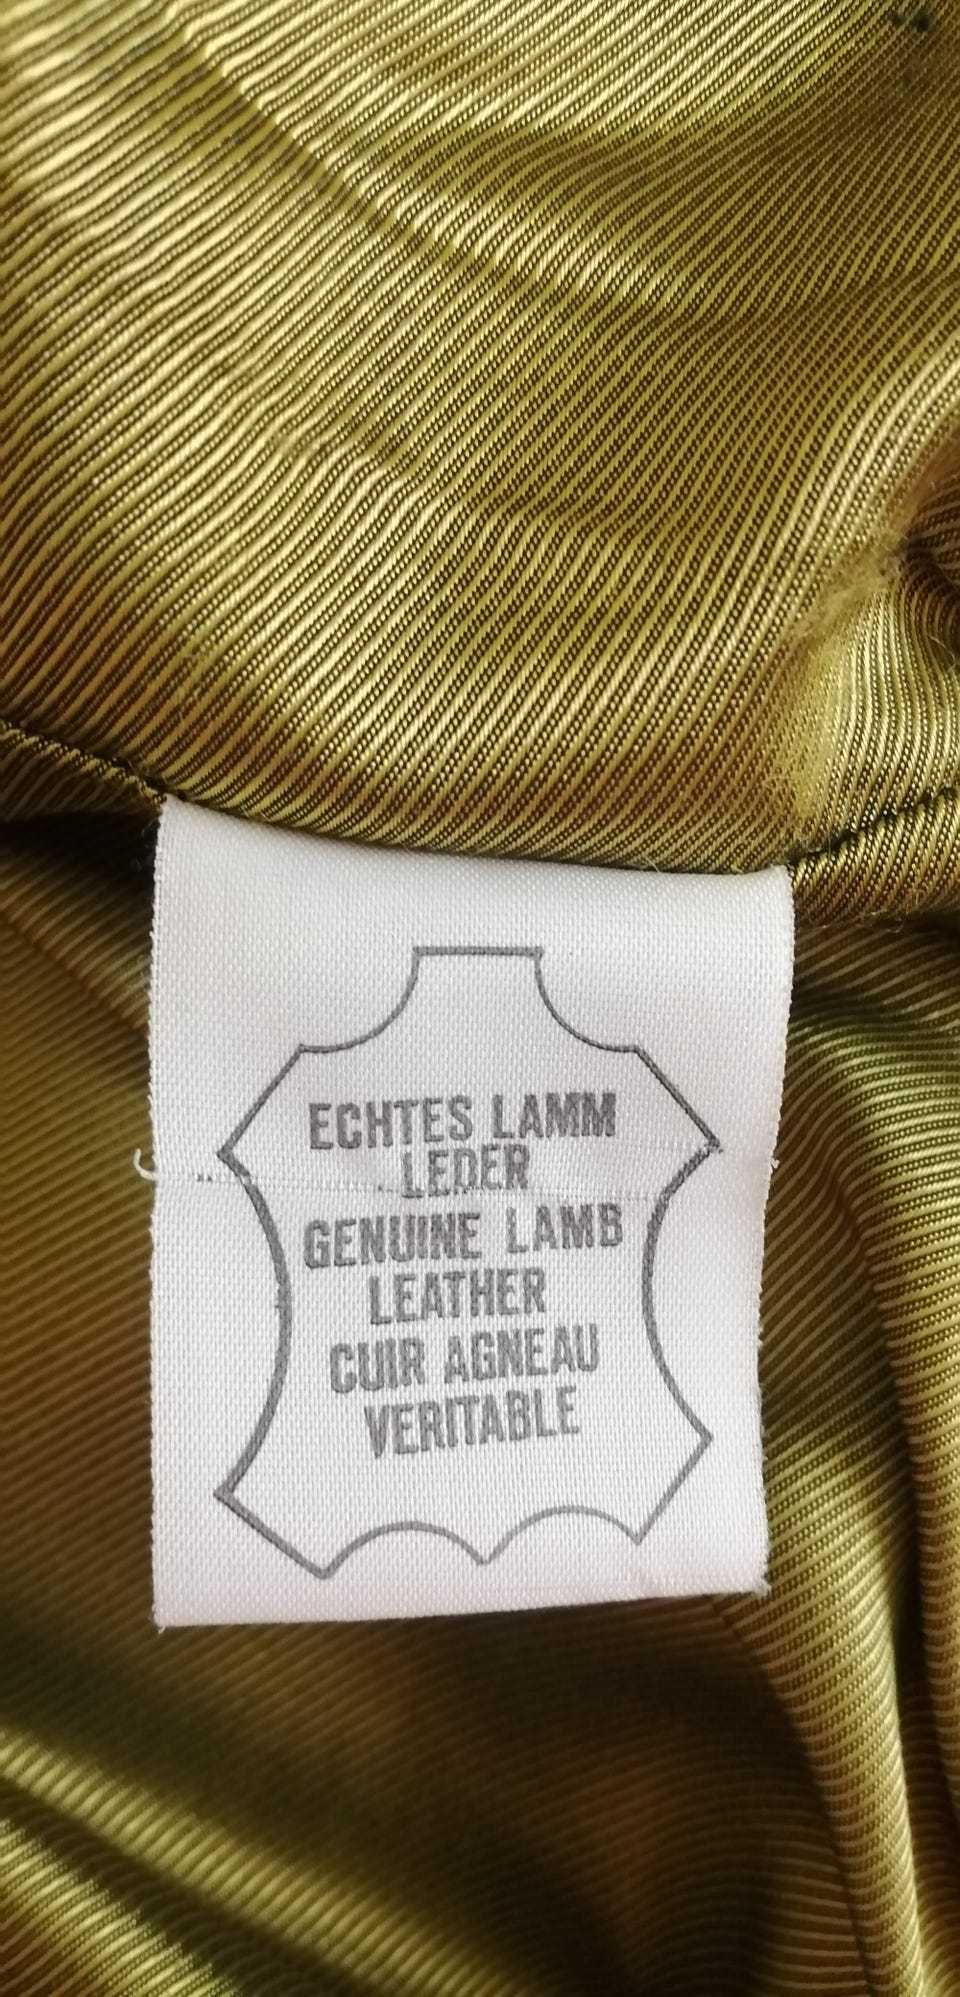 ECHTES LAMM
LEDER
GENUINE LAMB
LEATHER
CUIR AGNEAU
VERITABLE